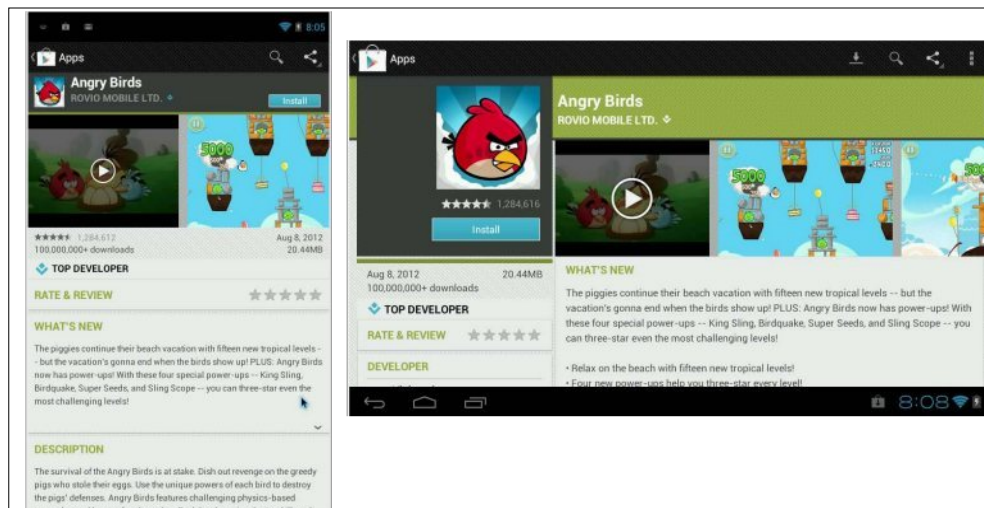 8:05
Apps
Angry Birds
ROVIO MOBILE LTD.
Install
5000
1,284,612
Aug 8, 2012
100,000,000+ downloads
20.44MB
TOP DEVELOPER
RATE & REVIEW
WHAT'S NEW
The piggies continue their beach vacation with fifteen new tropical levels -
- but the vacation's gonna end when the birds show up! PLUS: Angry Birds
now has power-ups! With these four special power-ups -- King Sling,
Birdquake, Super Seeds, and Sling Scope -- you can three-star even the
most challenging levels!
DESCRIPTION
The survival of the Angry Birds is at stake. Dish out revenge on the greedy
pigs who stole their eggs. Use the unique powers of each bird to destroy
the pigs' defenses. Angry Birds features challenging physics-based
Apps
Angry Birds
ROVIO MOBILE LTD.
1,284,616
Install
5000
Aug 8, 2012
20.44MB
100,000,000+ downloads
TOP DEVELOPER
RATE & REVIEW
DEVELOPER
WHAT'S NEW
The piggies continue their beach vacation with fifteen new tropical levels -- but the
vacation's gonna end when the birds show up! PLUS: Angry Birds now has power-ups! With
these four special power-ups -- King Sling, Birdquake, Super Seeds, and Sling Scope -- you
can three-star even the most challenging levels!
• Relax on the beach with fifteen new tropical levels!
• Four new power-ups help you three-star every level!
8:08